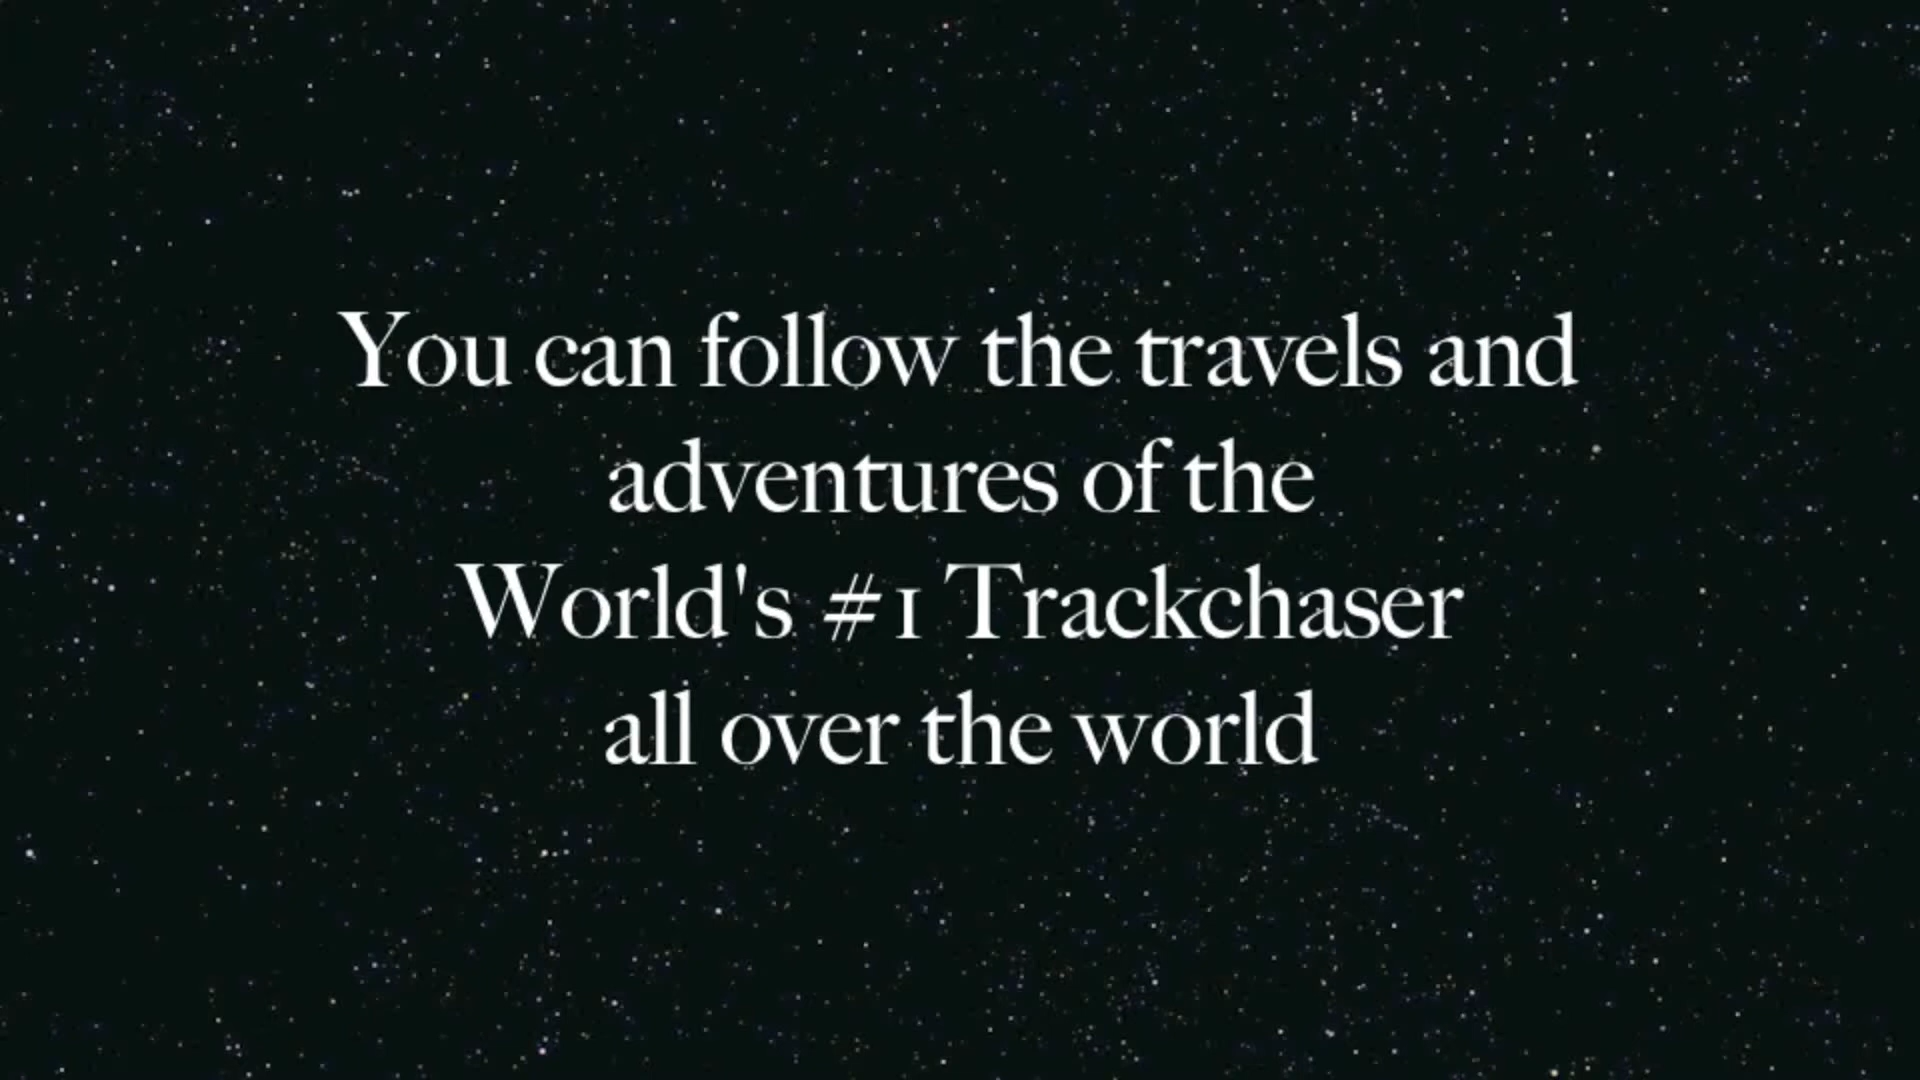 You can follow the travels and
adventures of the
World's #1 Trackchaser
all over the world